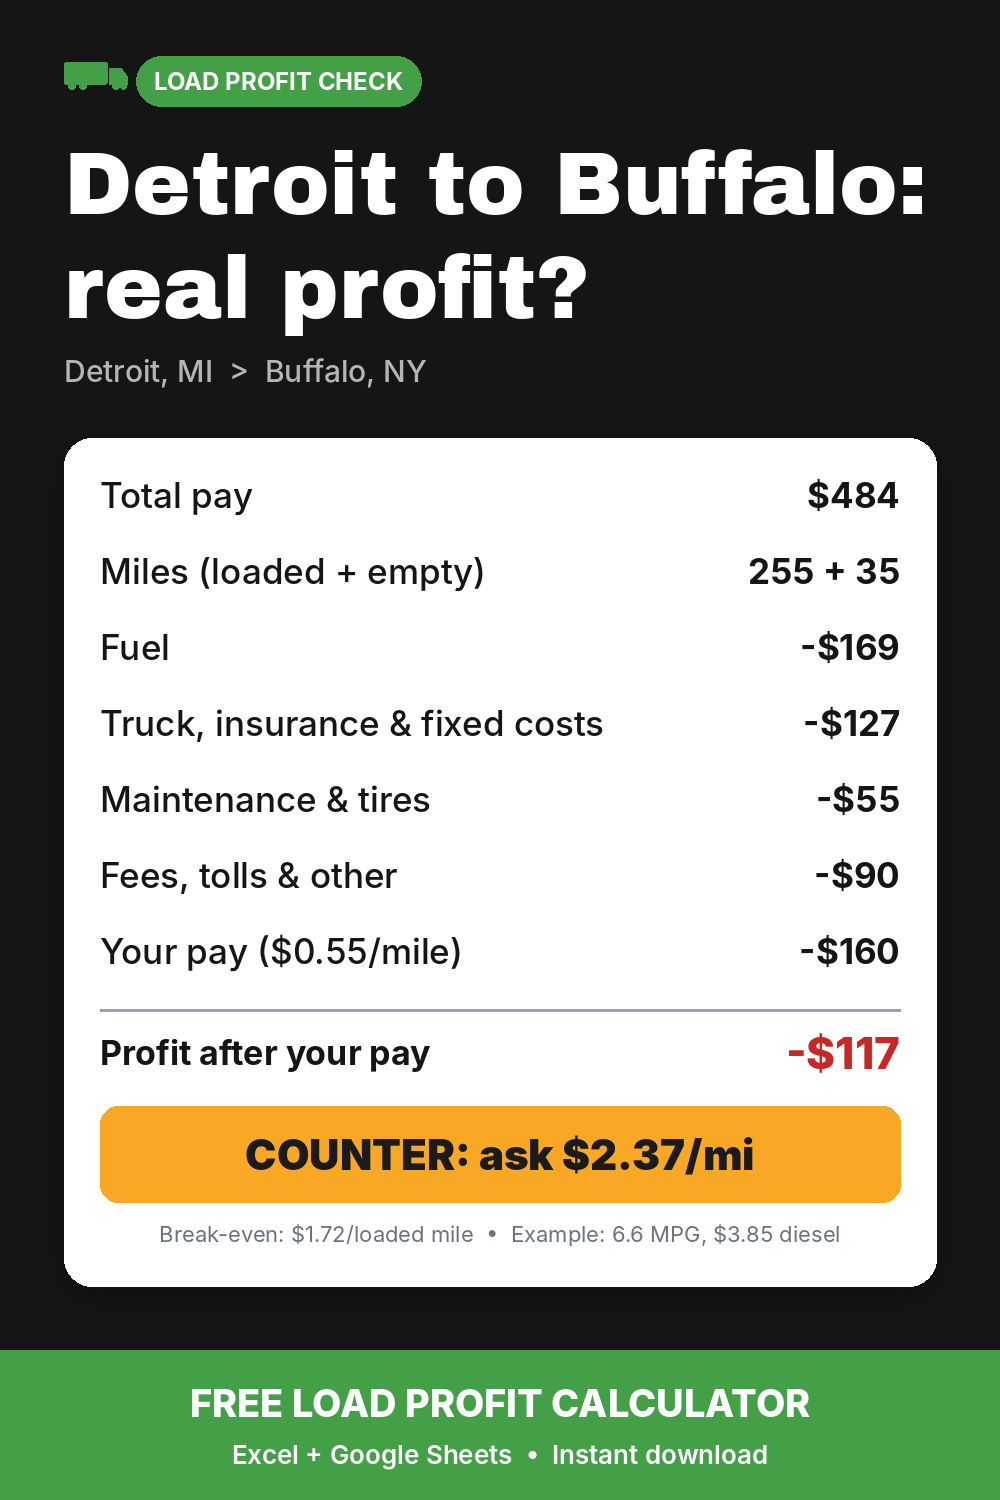 LOAD PROFIT CHECK
Detroit to Buffalo:
real profit?
Detroit, MI > Buffalo, NY
Total pay $484
Miles (loaded + empty) 255 + 35
Fuel -$169
Truck, insurance & fixed costs -$127
Maintenance & tires -$55
Fees, tolls & other -$90
Your pay ($0.55/mile) -$160
Profit after your pay -$117
COUNTER: ask $2.37/mi
Break-even: $1.72/loaded mile • Example: 6.6 MPG, $3.85 diesel
FREE LOAD PROFIT CALCULATOR
Excel + Google Sheets • Instant download